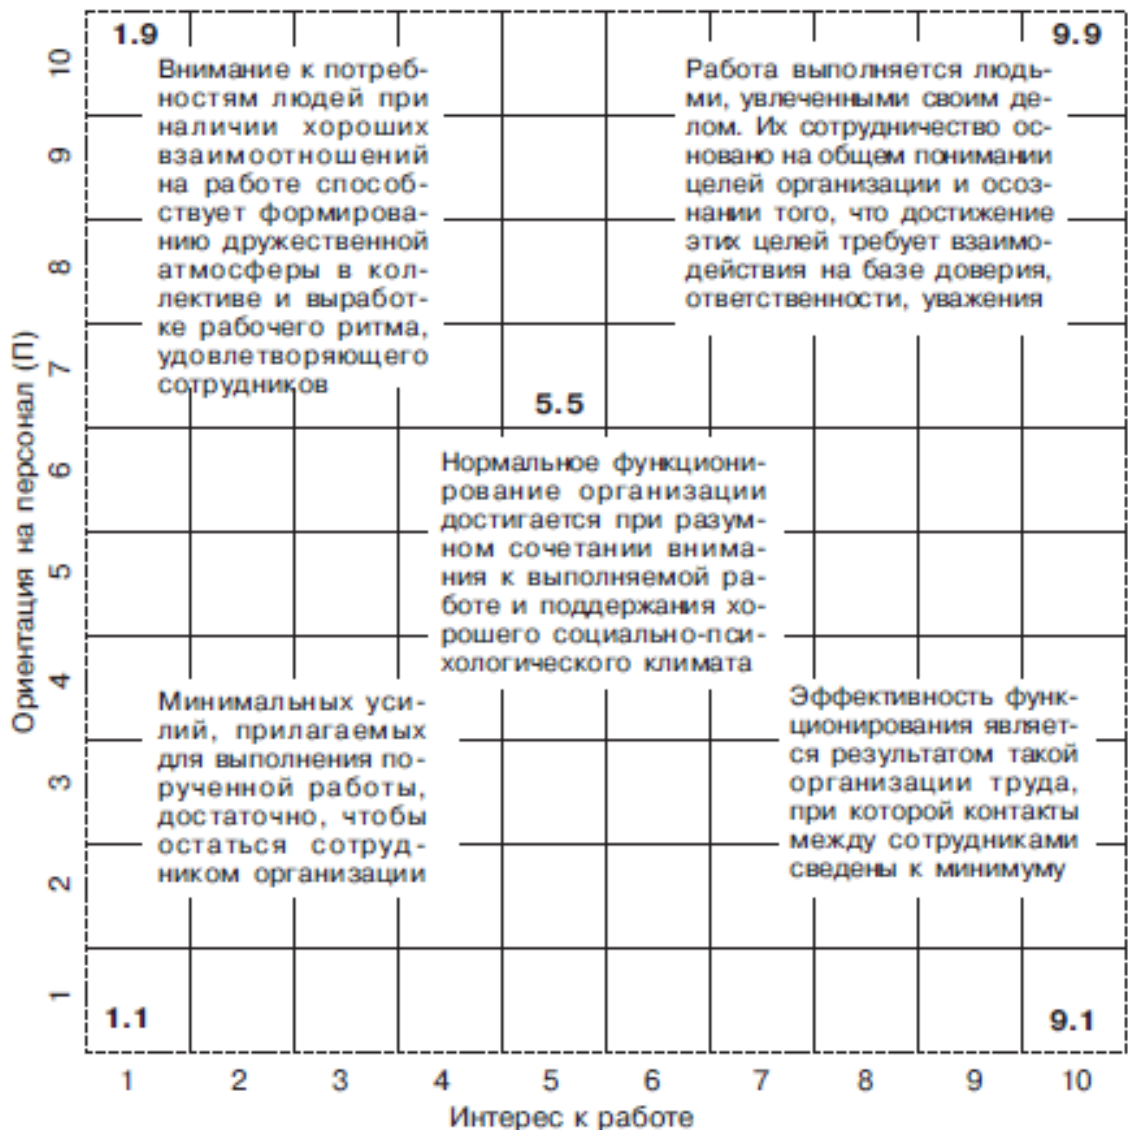 1.9
Внимание к потреб-
ностям людей при
наличии хороших
взаимоотношений
на работе способ-
ствует формирова-
нию дружественной
атмосферы в кол-
лективе и выработ-
ке рабочего ритма,
удовлетворяющего
сотрудников
9.9
Работа выполняется людь-
ми, увлеченными своим де-
лом. Их сотрудничество ос-
новано на общем понимании
целей организации и осоз-
нании того, что достижение
этих целей требует взаимо-
действия на базе доверия,
ответственности, уважения
5.5
Нормальное функциони-
рование организации
достигается при разум-
ном сочетании внима-
ния к выполняемой ра-
боте и поддержания хо-
рошего социально-пси-
хологического климата
Минимальных уси-
лий, прилагаемых
для выполнения по-
рученной работы,
достаточно, чтобы
остаться сотруд-
ником организации
1.1
Эффективность функ-
ционирования являет-
ся результатом такой
организации труда,
при которой контакты
между сотрудниками
сведены к минимуму
9.1
Ориентация на персонал (П)
10
9
8
7
6
5
4
3
2
1
1 2 3 4 5 6 7 8 9 10
Интерес к работе